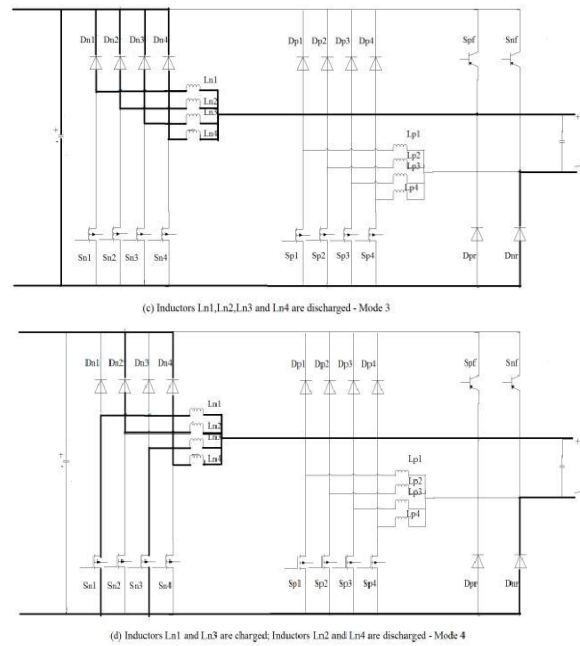 Dn1 Dn2 Dn3 Dn4 Dp1 Dp2 Dp3 Dp4 Spf Snf
Ln1
Ln2
Ln3
Ln4
+
Lp1
Lp2
Lp3
Lp4
+
-
-
Sn1 Sn2 Sn3 Sn4 Sp1 Sp2 Sp3 Sp4 Dpr Dnr
(c) Inductors Ln1,Ln2,Ln3 and Ln4 are discharged - Mode 3
Dn1 Dn2 Dn3 Dn4 Dp1 Dp2 Dp3 Dp4 Spf Snf
Ln1
Ln2
Ln3
Ln4
+
Lp1
Lp2
Lp3
Lp4
+
-
-
Sn1 Sn2 Sn3 Sn4 Sp1 Sp2 Sp3 Sp4 Dpr Dnr
(d) Inductors Ln1 and Ln3 are charged; Inductors Ln2 and Ln4 are discharged - Mode 4